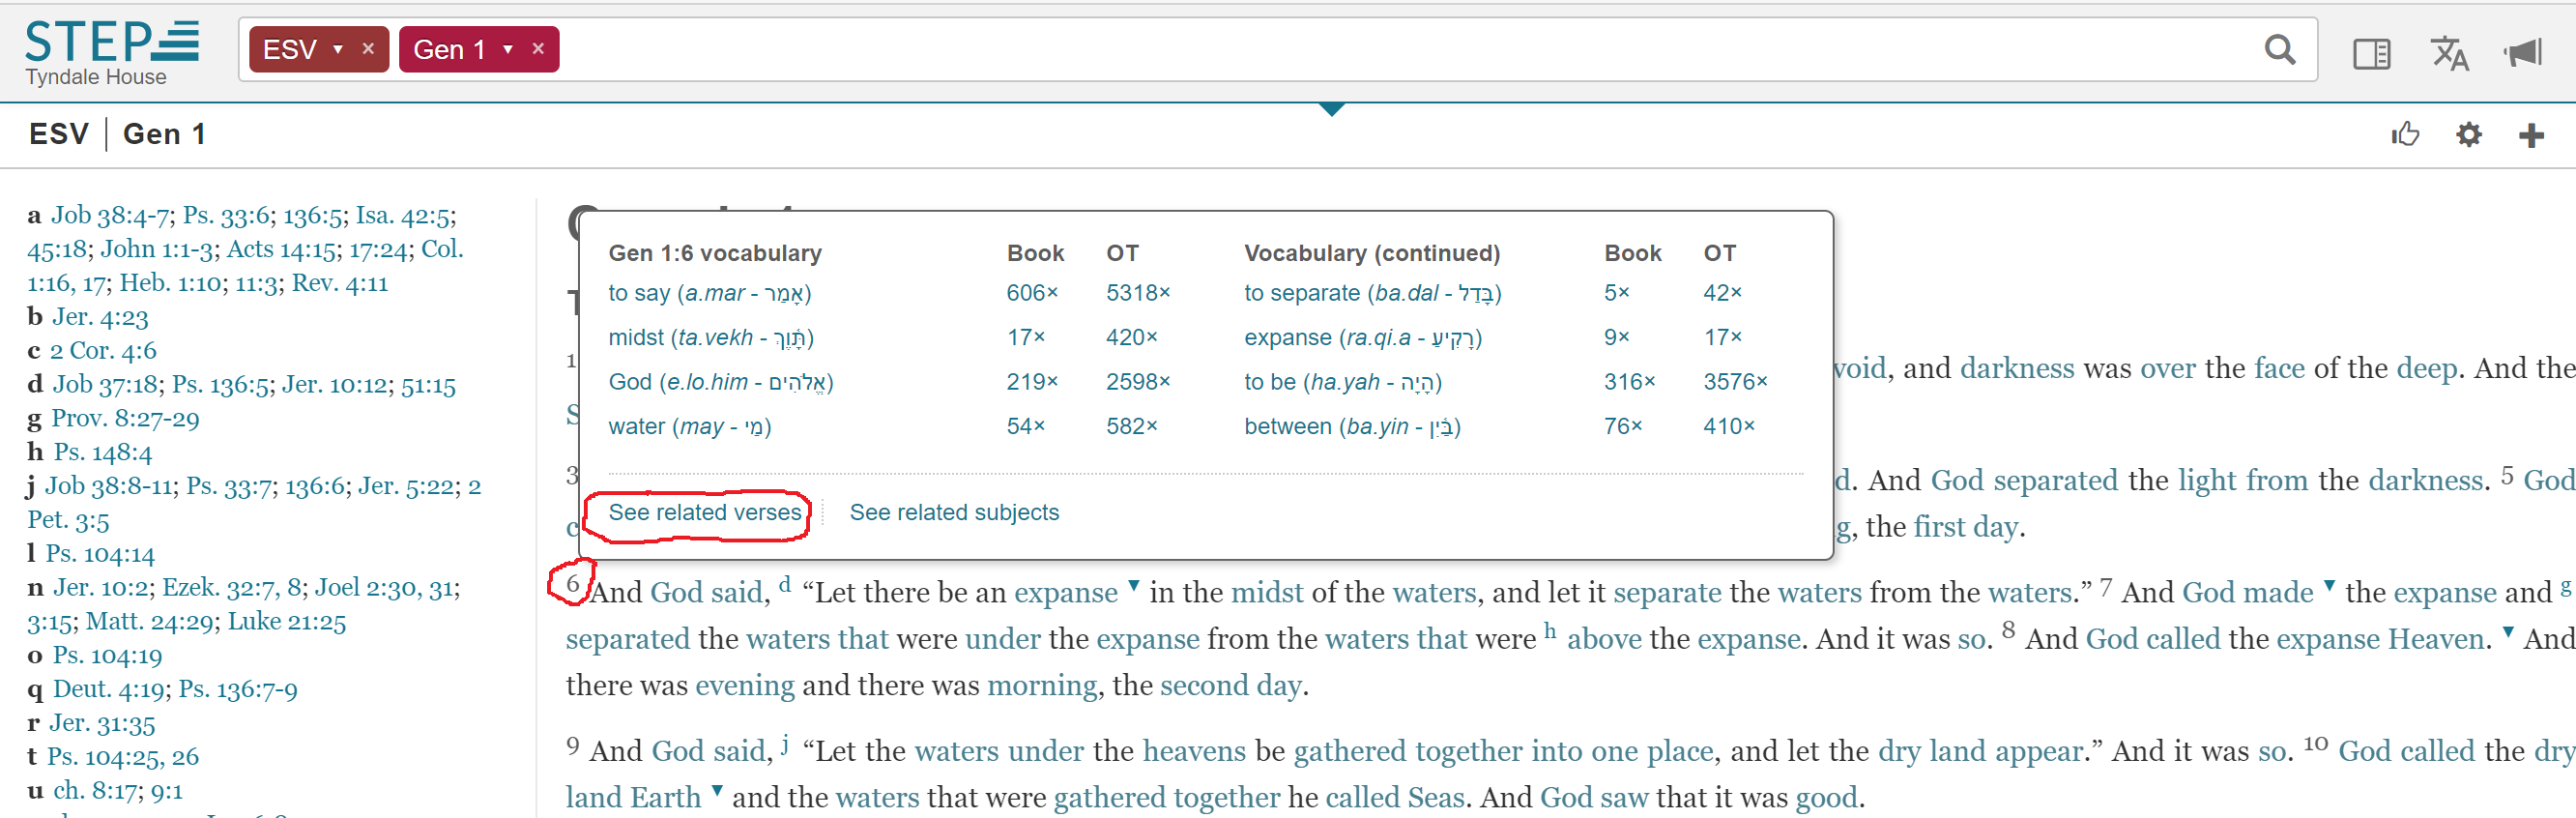 STEP
Tyndale House
ESV ▼ × Gen 1 ▼ ×
ESV | Gen 1
a Job 38:4-7; Ps. 33:6; 136:5; Isa. 42:5;
45:18; John 1:1-3; Acts 14:15; 17:24; Col.
1:16, 17; Heb. 1:10; 11:3; Rev. 4:11
b Jer. 4:23
c 2 Cor. 4:6
d Job 37:18; Ps. 136:5; Jer. 10:12; 51:15
g Prov. 8:27-29
h Ps. 148:4
j Job 38:8-11; Ps. 33:7; 136:6; Jer. 5:22; 2
Pet. 3:5
l Ps. 104:14
n Jer. 10:2; Ezek. 32:7, 8; Joel 2:30, 31;
3:15; Matt. 24:29; Luke 21:25
o Ps. 104:19
q Deut. 4:19; Ps. 136:7-9
r Jer. 31:35
t Ps. 104:25, 26
u ch. 8:17; 9:1
Gen 1:6 vocabulary Book OT Vocabulary (continued) Book OT
to say (a.mar - אָמַר) 606× 5318× to separate (ba.dal - בָּדַל) 5× 42×
midst (ta.vekh - תָּ֫וֶךְ) 17× 420× expanse (ra.qi.a - רָקִיעַ) 9× 17×
God (e.lo.him - אֱלֹהִים) 219× 2598× to be (ha.yah - הָיָה) 316× 3576×
water (may - מַי) 54× 582× between (ba.yin - בַּ֫יִן) 76× 410×
See related verses See related subjects
1 void, and darkness was over the face of the deep. And the
3 d. And God separated the light from the darkness. 5 God
g, the first day.
6 And God said, d “Let there be an expanse ▼ in the midst of the waters, and let it separate the waters from the waters.” 7 And God made ▼ the expanse and g
separated the waters that were under the expanse from the waters that were h above the expanse. And it was so. 8 And God called the expanse Heaven. ▼ And
there was evening and there was morning, the second day.
9 And God said, j “Let the waters under the heavens be gathered together into one place, and let the dry land appear.” And it was so. 10 God called the dry
land Earth ▼ and the waters that were gathered together he called Seas. And God saw that it was good.